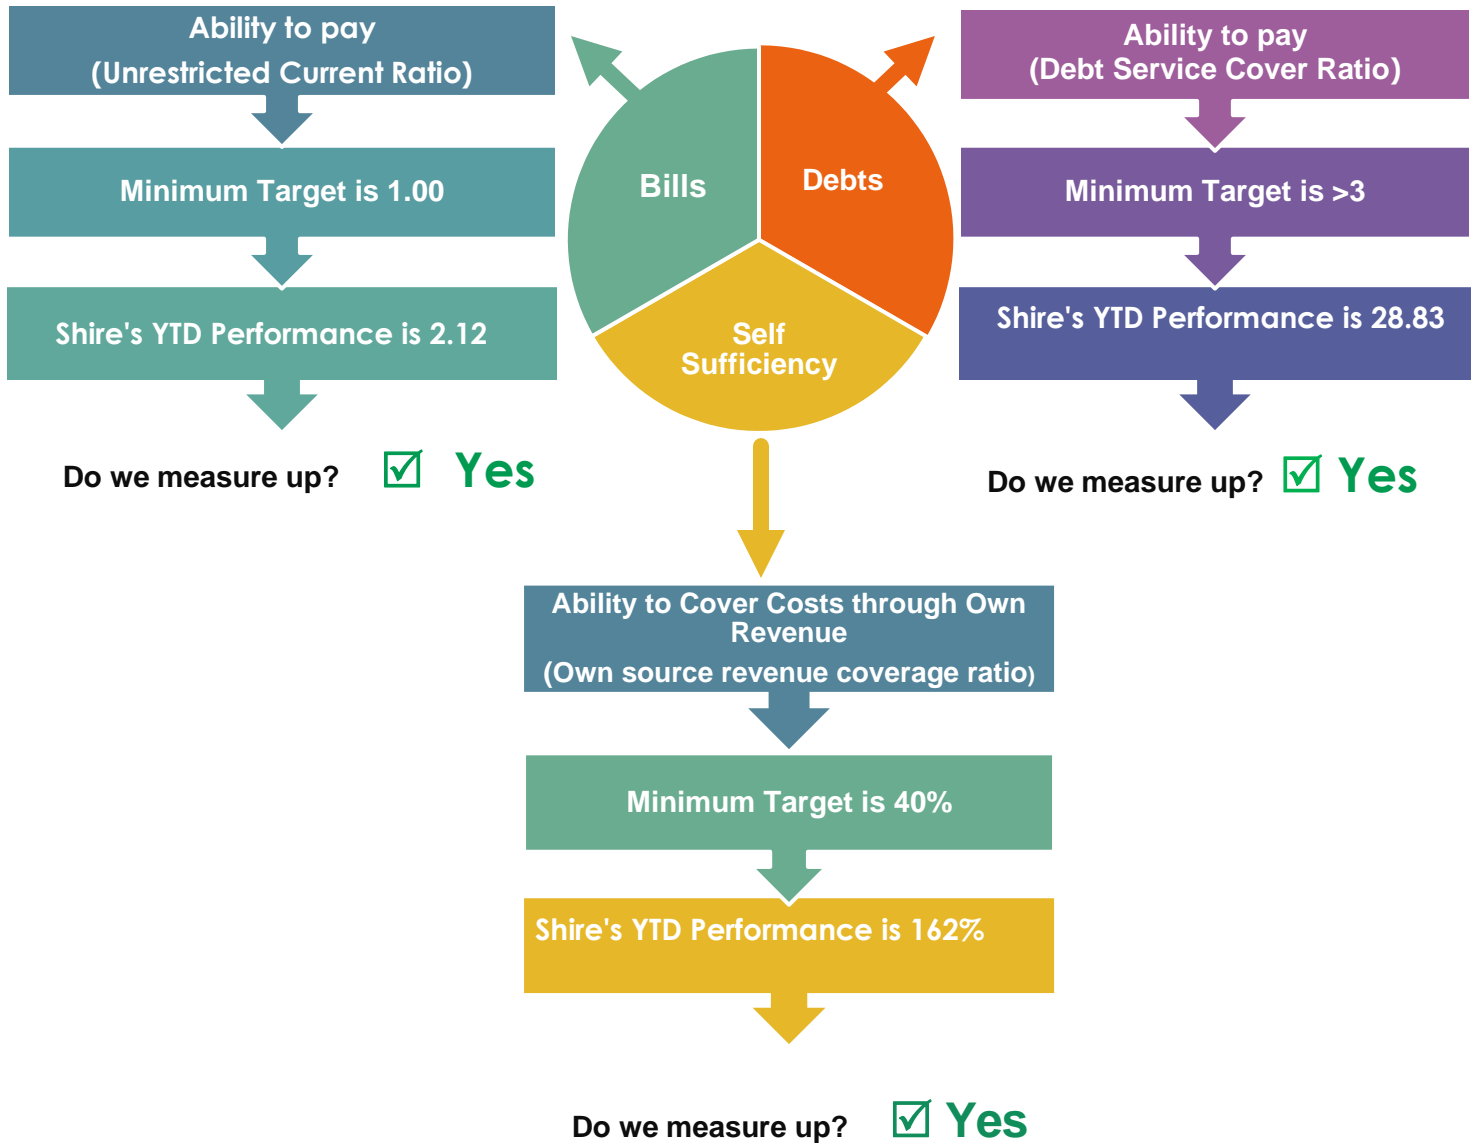 Ability to pay
(Unrestricted Current Ratio)
Minimum Target is 1.00
Shire's YTD Performance is 2.12
Do we measure up? Yes
Bills
Debts
Self
Sufficiency
Ability to pay
(Debt Service Cover Ratio)
Minimum Target is >3
Shire's YTD Performance is 28.83
Do we measure up? Yes
Ability to Cover Costs through Own
Revenue
(Own source revenue coverage ratio)
Minimum Target is 40%
Shire's YTD Performance is 162%
Do we measure up? Yes